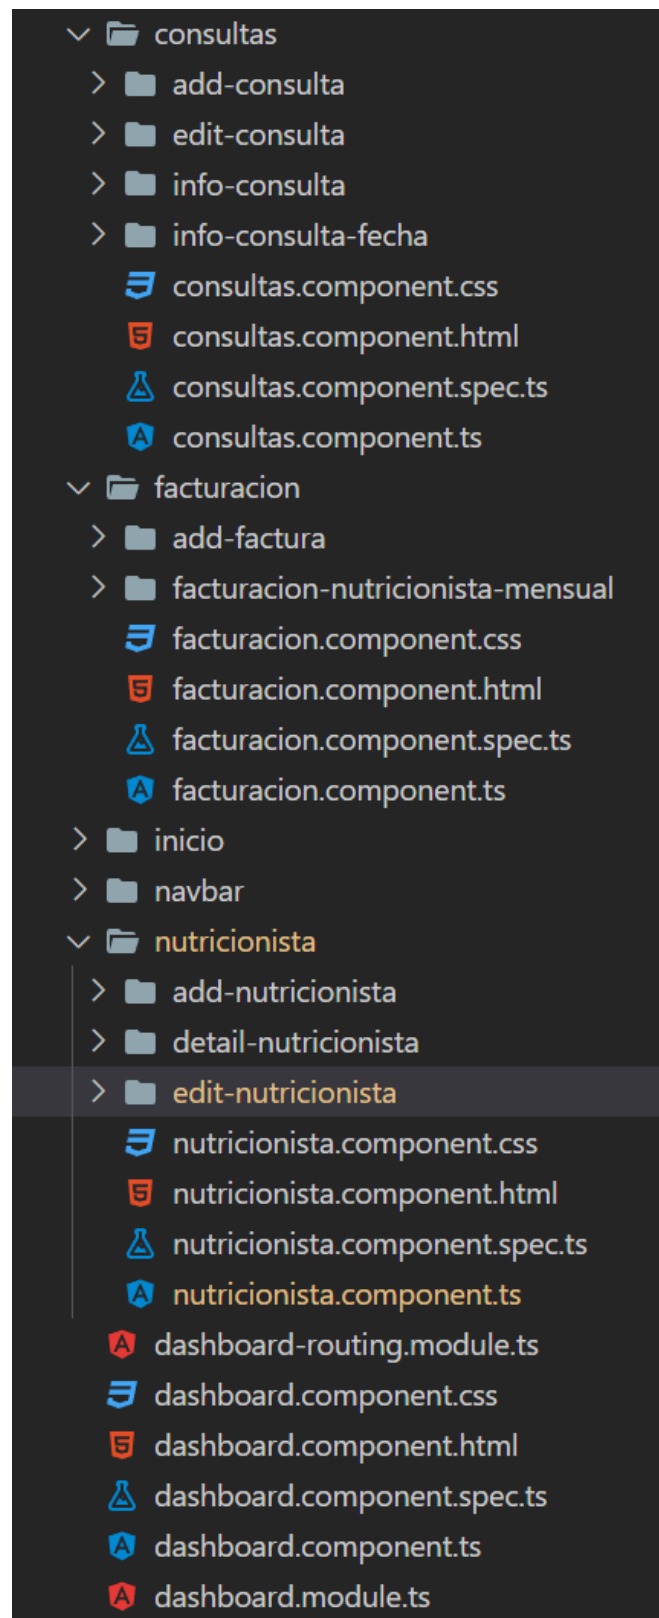 consultas
add-consulta
edit-consulta
info-consulta
info-consulta-fecha
consultas.component.css
consultas.component.html
consultas.component.spec.ts
consultas.component.ts
facturacion
add-factura
facturacion-nutricionista-mensual
facturacion.component.css
facturacion.component.html
facturacion.component.spec.ts
facturacion.component.ts
inicio
navbar
nutricionista
add-nutricionista
detail-nutricionista
edit-nutricionista
nutricionista.component.css
nutricionista.component.html
nutricionista.component.spec.ts
nutricionista.component.ts
dashboard-routing.module.ts
dashboard.component.css
dashboard.component.html
dashboard.component.spec.ts
dashboard.component.ts
dashboard.module.ts